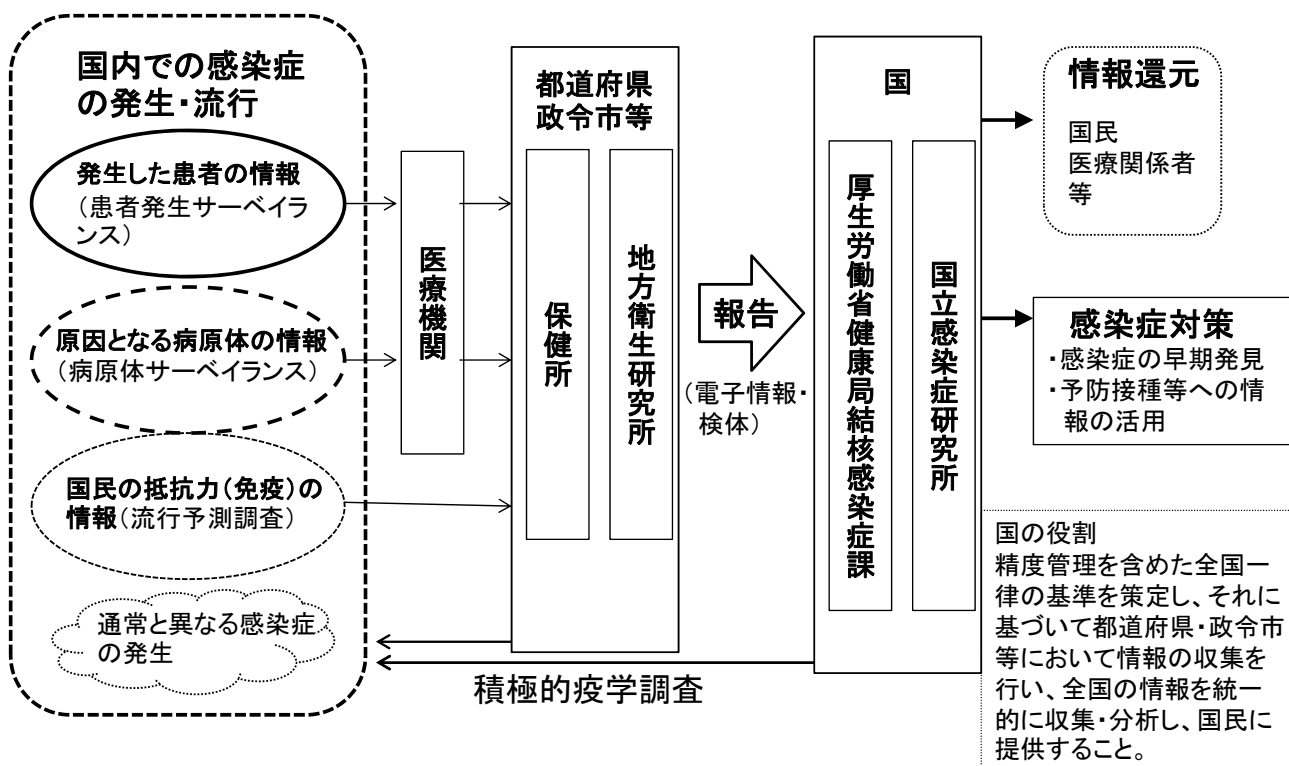 国内での感染症
の発生・流行
発生した患者の情報
(患者発生サーベイラ
ンス)
原因となる病原体の情報
(病原体サーベイランス)
国民の抵抗力(免疫)の
情報(流行予測調査)
通常と異なる感染症
の発生
医療機関
都道府県
政令市等
保健所
地方衛生研究所
報告
(電子情報・
検体)
国
厚生労働省健康局結核感染症課
国立感染症研究所
情報還元
国民
医療関係者
等
感染症対策
・感染症の早期発見
・予防接種等への情
報の活用
積極的疫学調査
国の役割
精度管理を含めた全国一
律の基準を策定し、それに
基づいて都道府県・政令市
等において情報の収集を
行い、全国の情報を統一
的に収集・分析し、国民に
提供すること。